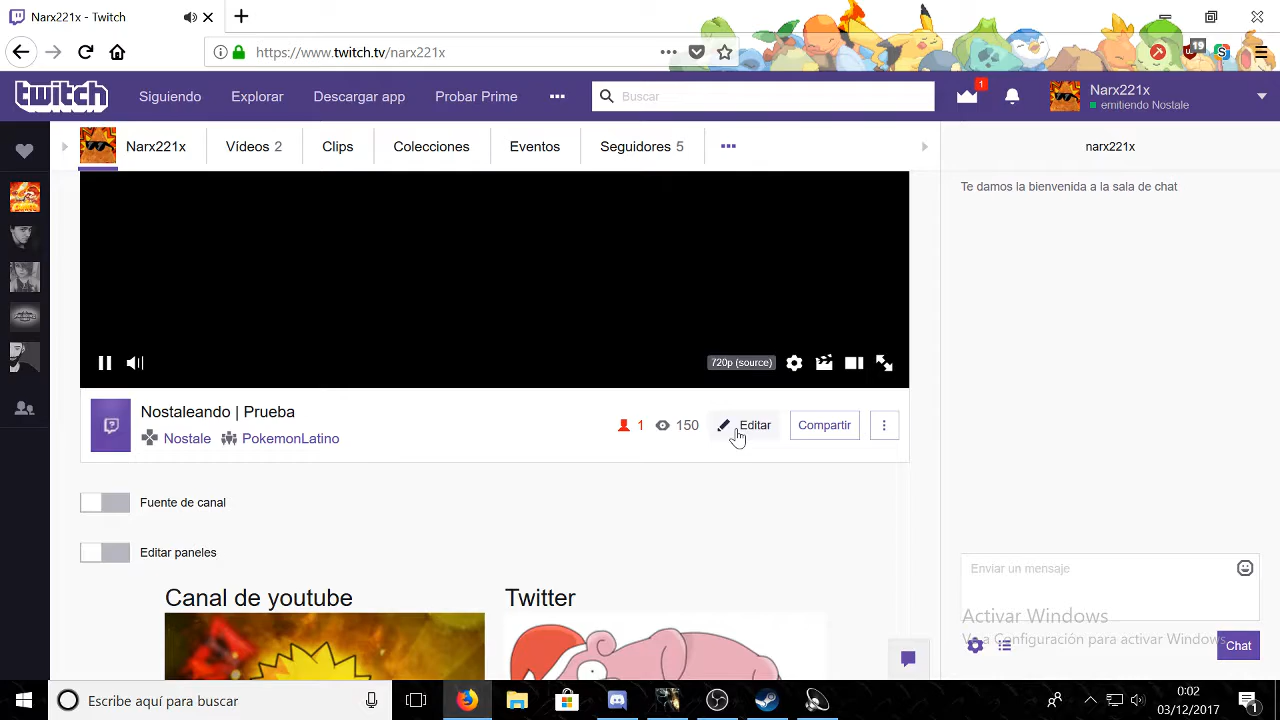 Narx221x - Twitch
https://www.twitch.tv/narx221x
19
twitch
Siguiendo
Explorar
Descargar app
Probar Prime
Buscar
1
Narx221x
emitiendo Nostale
Narx221x
Vídeos 2
Clips
Colecciones
Eventos
Seguidores 5
narx221x
Te damos la bienvenida a la sala de chat
720p (source)
Nostaleando | Prueba
Nostale
PokemonLatino
1
150
Editar
Compartir
Fuente de canal
Editar paneles
Canal de youtube
Twitter
Enviar un mensaje
Activar Windows
Ve a Configuración para activar Windows.
Chat
Escribe aquí para buscar
0:02
03/12/2017
1